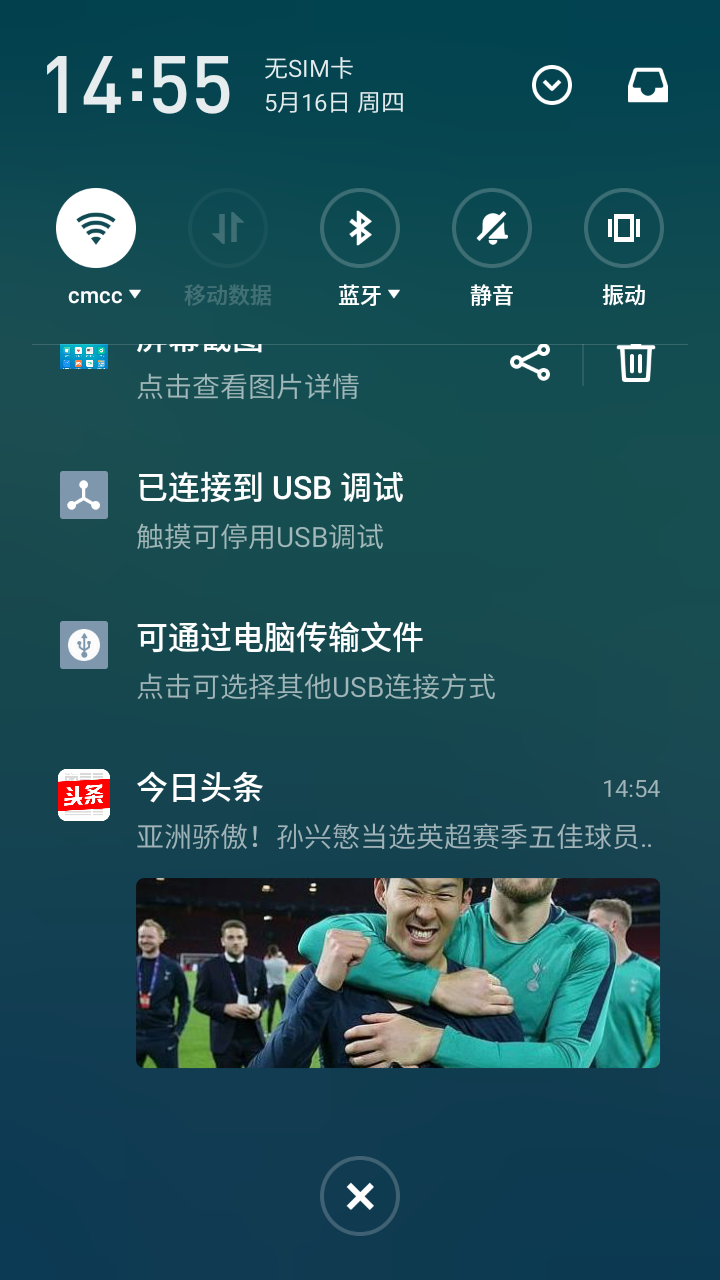 14:55
无SIM卡
5月16日 周四
cmcc
移动数据
蓝牙
静音
振动
屏幕截图
点击查看图片详情
已连接到 USB 调试
触摸可停用USB调试
可通过电脑传输文件
点击可选择其他USB连接方式
头条
今日头条
14:54
亚洲骄傲！孙兴慜当选英超赛季五佳球员..